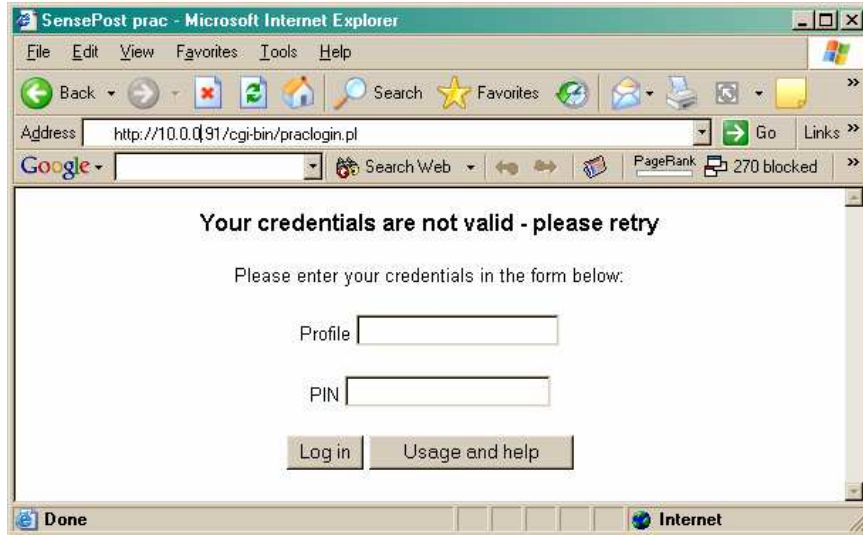 SensePost prac - Microsoft Internet Explorer
File Edit View Favorites Tools Help
Back Search Favorites
Address http://10.0.0.91/cgi-bin/praclogin.pl Go Links »
Google Search Web PageRank 270 blocked »
Your credentials are not valid - please retry
Please enter your credentials in the form below:
Profile
PIN
Log in Usage and help
Done Internet